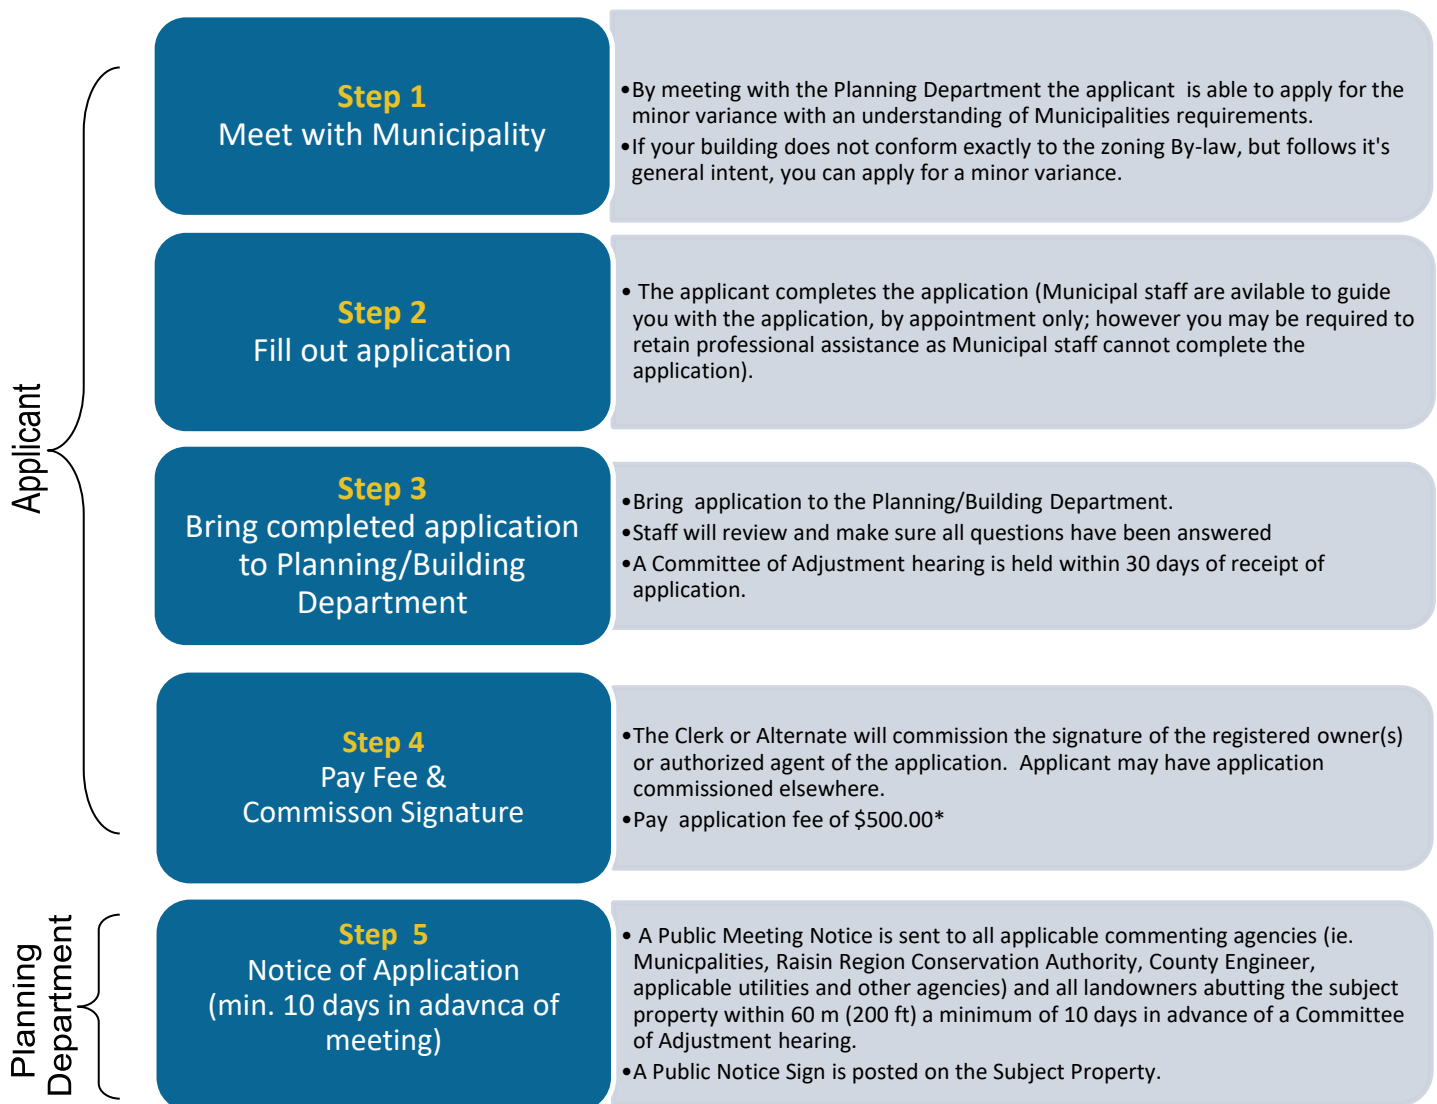 Applicant
Step 1
Meet with Municipality
•By meeting with the Planning Department the applicant is able to apply for the
minor variance with an understanding of Municipalities requirements.
•If your building does not conform exactly to the zoning By-law, but follows it's
general intent, you can apply for a minor variance.
Step 2
Fill out application
• The applicant completes the application (Municipal staff are avilable to guide
you with the application, by appointment only; however you may be required to
retain professional assistance as Municipal staff cannot complete the
application).
Step 3
Bring completed application
to Planning/Building
Department
•Bring application to the Planning/Building Department.
•Staff will review and make sure all questions have been answered
•A Committee of Adjustment hearing is held within 30 days of receipt of
application.
Step 4
Pay Fee &
Commisson Signature
•The Clerk or Alternate will commission the signature of the registered owner(s)
or authorized agent of the application. Applicant may have application
commissioned elsewhere.
•Pay application fee of $500.00*
Planning
Department
Step 5
Notice of Application
(min. 10 days in adavnca of
meeting)
• A Public Meeting Notice is sent to all applicable commenting agencies (ie.
Municpalities, Raisin Region Conservation Authority, County Engineer,
applicable utilities and other agencies) and all landowners abutting the subject
property within 60 m (200 ft) a minimum of 10 days in advance of a Committee
of Adjustment hearing.
•A Public Notice Sign is posted on the Subject Property.